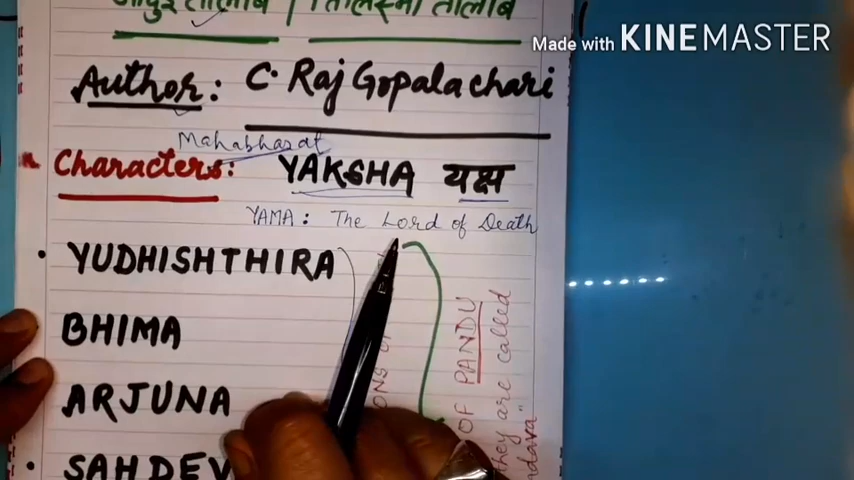 जादुई तालाब / तिलिस्मी तालाब
Made with KINEMASTER
Author: C. Raj Gopalachari
Mahabharat
Characters: YAKSHA यक्ष
YAMA: The Lord of Death
YUDHISHTHIRA
BHIMA
ARJUNA
SAHDEV
OF PANDU
they are called